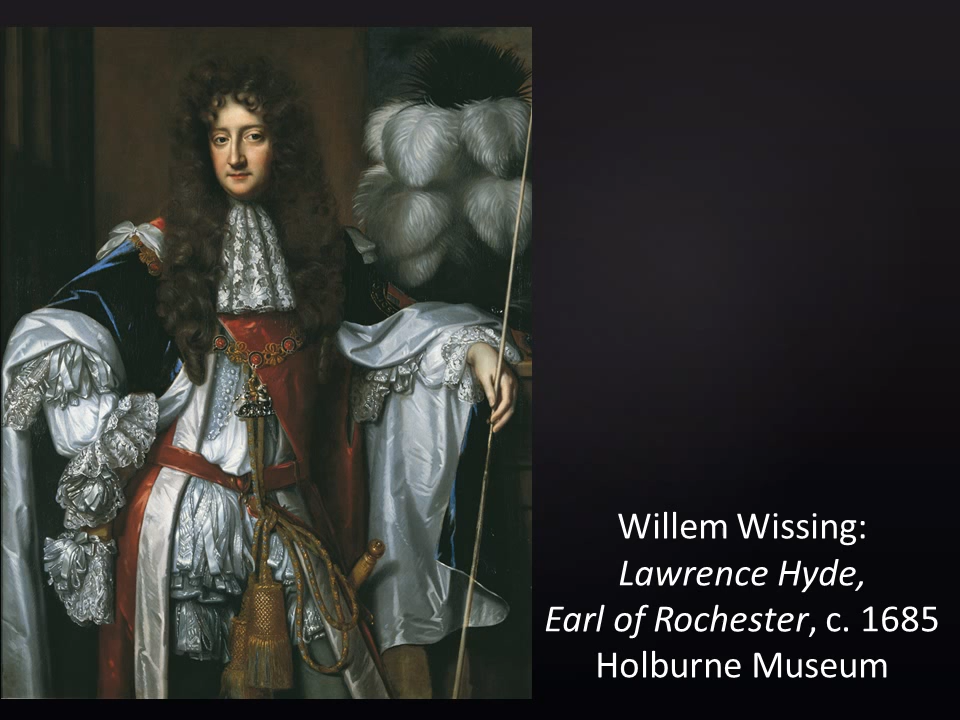 Willem Wissing:
Lawrence Hyde,
Earl of Rochester, c. 1685
Holburne Museum